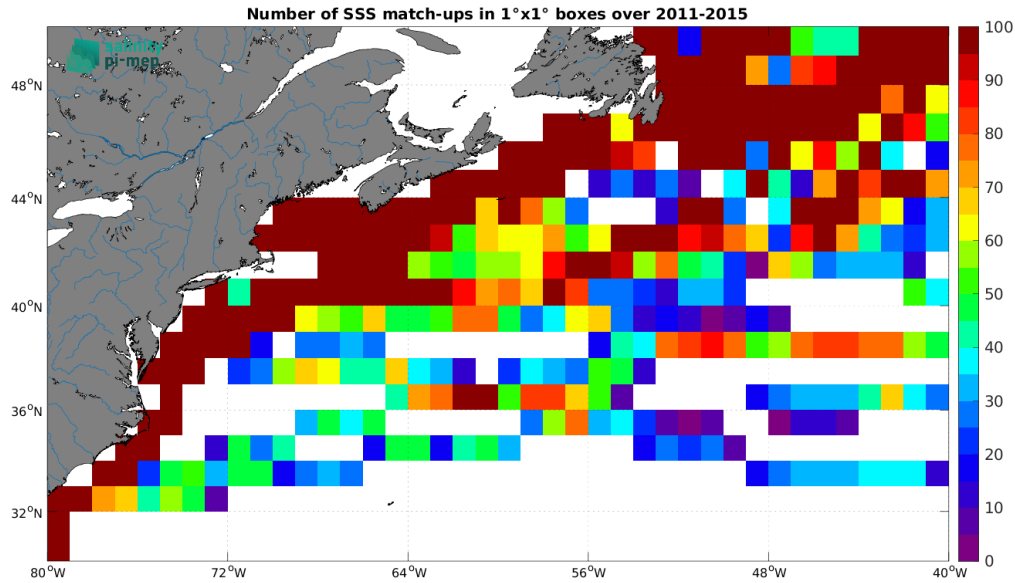 Number of SSS match-ups in 1°x1° boxes over 2011-2015
salinity
pi-mep
48°N
44°N
40°N
36°N
32°N
80°W 72°W 64°W 56°W 48°W 40°W
100
90
80
70
60
50
40
30
20
10
0